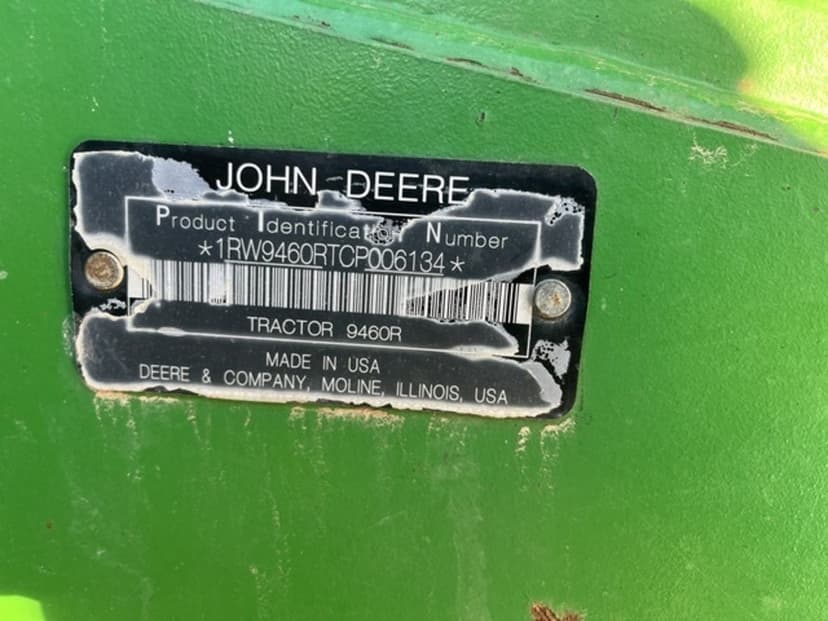 JOHN DEERE
Product Identification Number
*1RW9460RTCP006134*
TRACTOR 9460R
MADE IN USA
DEERE & COMPANY, MOLINE, ILLINOIS, USA